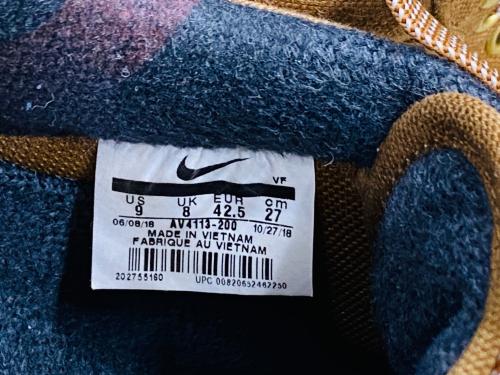 VF
US UK EUR cm
9 8 42.5 27
06/08/18 AV4113-200 10/27/18
MADE IN VIETNAM
FABRIQUE AU VIETNAM
202755160 UPC 00820652462250